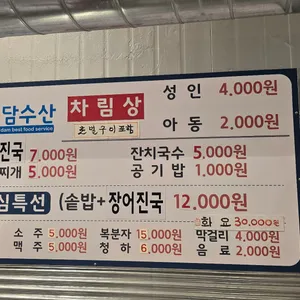 담수산
dam best food service
차림상
초벌구이포함
성인 4,000원
아동 2,000원
진국 7,000원
찌개 5,000원
잔치국수 5,000원
공기밥 1,000원
심특선 (솥밥+장어진국 12,000원
화요 30,000원
소주 5,000원 복분자 15,000원 막걸리 4,000원
맥주 5,000원 청하 6,000원 음료 2,000원